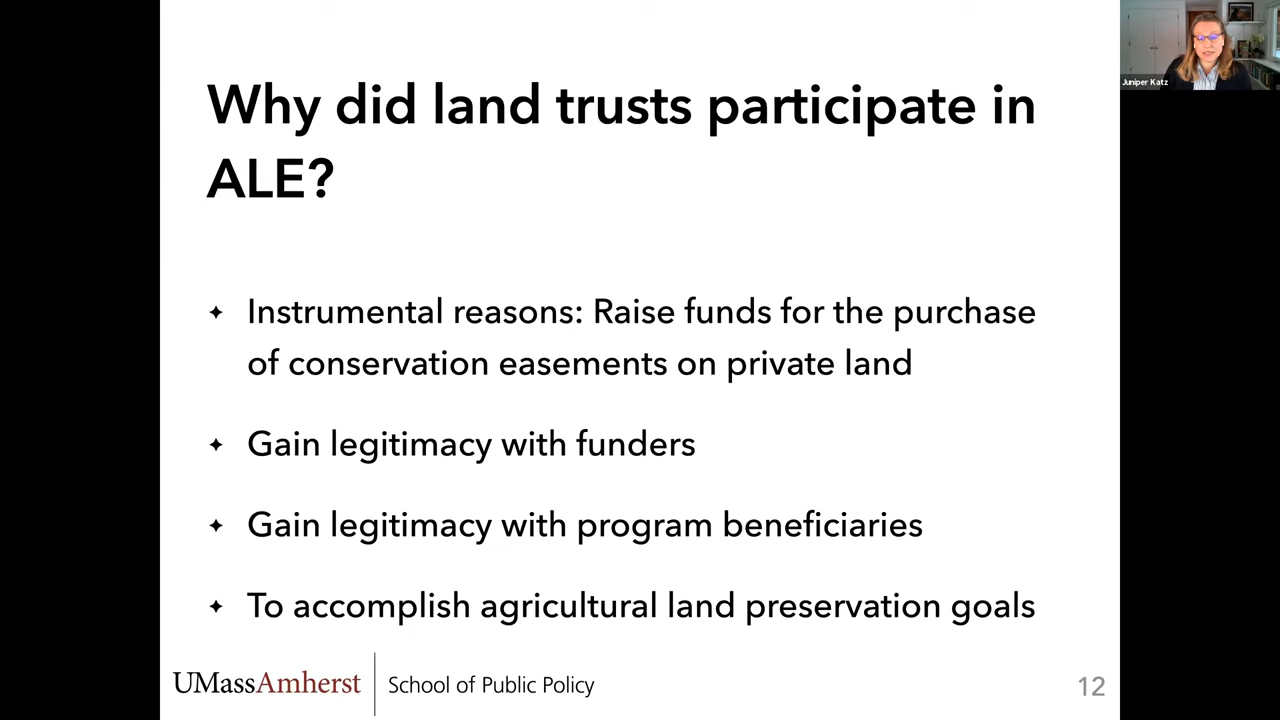 Why did land trusts participate in
ALE?
Juniper Katz
✦ Instrumental reasons: Raise funds for the purchase
of conservation easements on private land
✦ Gain legitimacy with funders
✦ Gain legitimacy with program beneficiaries
✦ To accomplish agricultural land preservation goals
UMassAmherst School of Public Policy
12